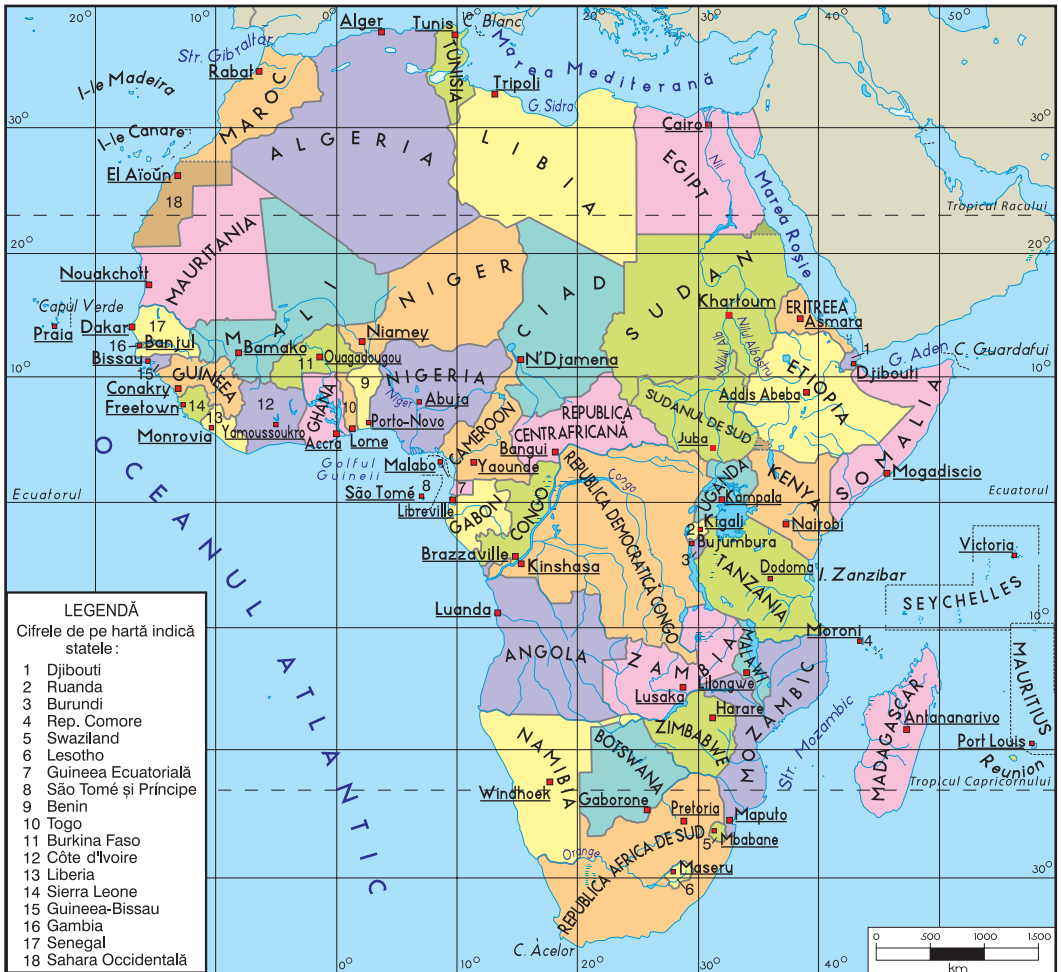 20°
10°
0°
Alger
Tunis
C. Blanc
20°
30°
40°
50°
Str. Gibraltar
Rabat
Marea Mediterană
I-le Madeira
MAROC
TUNISIA
Tripoli
G. Sidra
30°
Cairo
30°
I-le Canare
ALGERIA
LIBIA
EGIPT
Nil
El Aioún
18
Marea Roșie
Tropicul Racului
MAURITANIA
20°
20°
Nouakchott
MALI
NIGER
CIAD
SUDAN
Khartoum
Capul Verde
Praia
Dakar
17
ERITREEA
Asmara
16
Banjul
Niamey
Nilul Alb
Nilul Albastru
Bissau
15
Bamako
11
Ouagadougou
N'Djamena
1
G. Aden
C. Guardafui
Djibouti
10°
GUINEEA
9
NIGERIA
ETIOPIA
10°
Conakry
Niger
Abuja
Addis Abeba
Freetown
14
12
GHANA
10
CAMEROON
REPUBLICA
CENTRAFRICANĂ
SUDANUL DE SUD
SOMALIA
13
Yamoussoukro
Porto-Novo
Monrovia
Accra
Lome
Bangui
Juba
Golful
Guineii
Malabo
Yaounde
8
7
UGANDA
KENYA
Mogadiscio
Ecuatorul
São Tomé
Congo
Kampala
Ecuatorul
Libreville
GABON
CONGO
REPUBLICA DEMOCRATICĂ CONGO
2
Kigali
Nairobi
Brazzaville
3
Bujumbura
Victoria
Kinshasa
TANZANIA
Dodoma
I. Zanzibar
SEYCHELLES
OCEANUL ATLANTIC
Luanda
10°
Moroni
4
ANGOLA
ZAMBIA
MALAWI
MAURITIUS
Lusaka
Lilongwe
MOZAMBIC
Harare
Str. Mozambic
MADAGASCAR
Antananarivo
ZIMBABWE
Port Louis
NAMIBIA
BOTSWANA
Reunion
Windhoek
Gaborone
Tropicul Capricornului
Pretoria
Maputo
5
Mbabane
Orange
REPUBLICA AFRICA DE SUD
Maseru
6
30°
C. Acelor
0°
10°
20°
30°
40°
LEGENDĂ
Cifrele de pe hartă indică
statele :
1 Djibouti
2 Ruanda
3 Burundi
4 Rep. Comore
5 Swaziland
6 Lesotho
7 Guineea Ecuatorială
8 São Tomé și Príncipe
9 Benin
10 Togo
11 Burkina Faso
12 Côte d'Ivoire
13 Liberia
14 Sierra Leone
15 Guineea-Bissau
16 Gambia
17 Senegal
18 Sahara Occidentală
0 500 1000 1.500
km